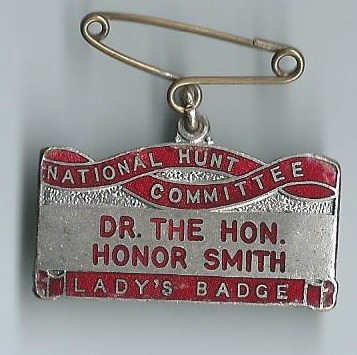 NATIONAL HUNT
COMMITTEE
DR. THE HON.
HONOR SMITH
LADY'S BADGE